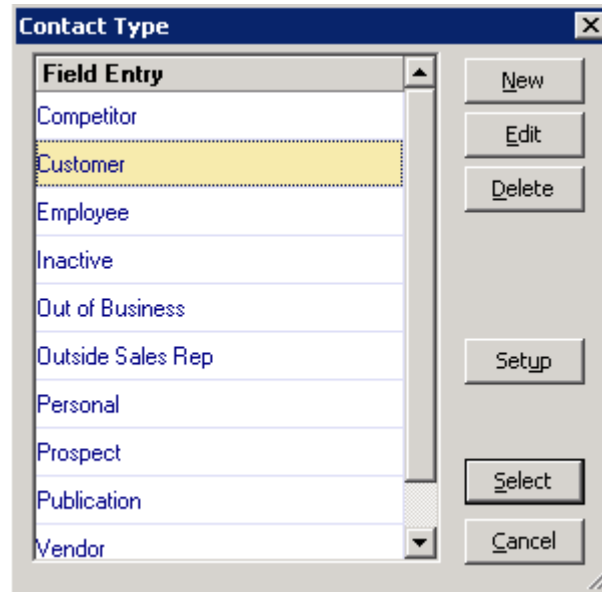 Contact Type
Field Entry
Competitor
Customer
Employee
Inactive
Out of Business
Outside Sales Rep
Personal
Prospect
Publication
Vendor
New
Edit
Delete
Setup
Select
Cancel